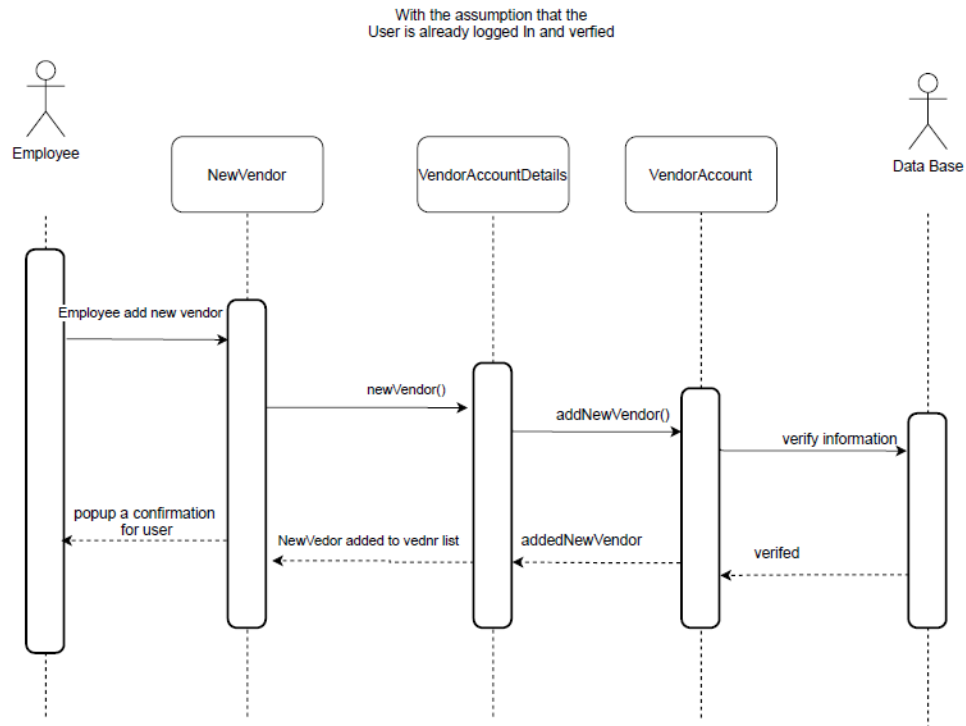 With the assumption that the
User is already logged In and verfied
Employee
NewVendor
VendorAccountDetails
VendorAccount
Data Base
Employee add new vendor
newVendor()
addNewVendor()
verify information
popup a confirmation
for user
NewVedor added to vednr list
addedNewVendor
verifed